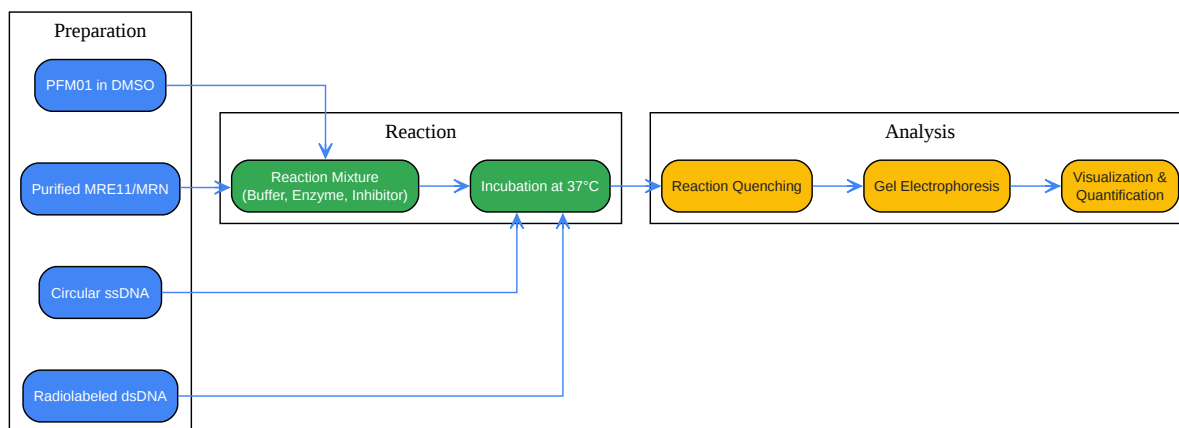 Preparation
PFM01 in DMSO
Purified MRE11/MRN
Circular ssDNA
Radiolabeled dsDNA
Reaction
Reaction Mixture
(Buffer, Enzyme, Inhibitor)
Incubation at 37°C
Analysis
Reaction Quenching
Gel Electrophoresis
Visualization &
Quantification